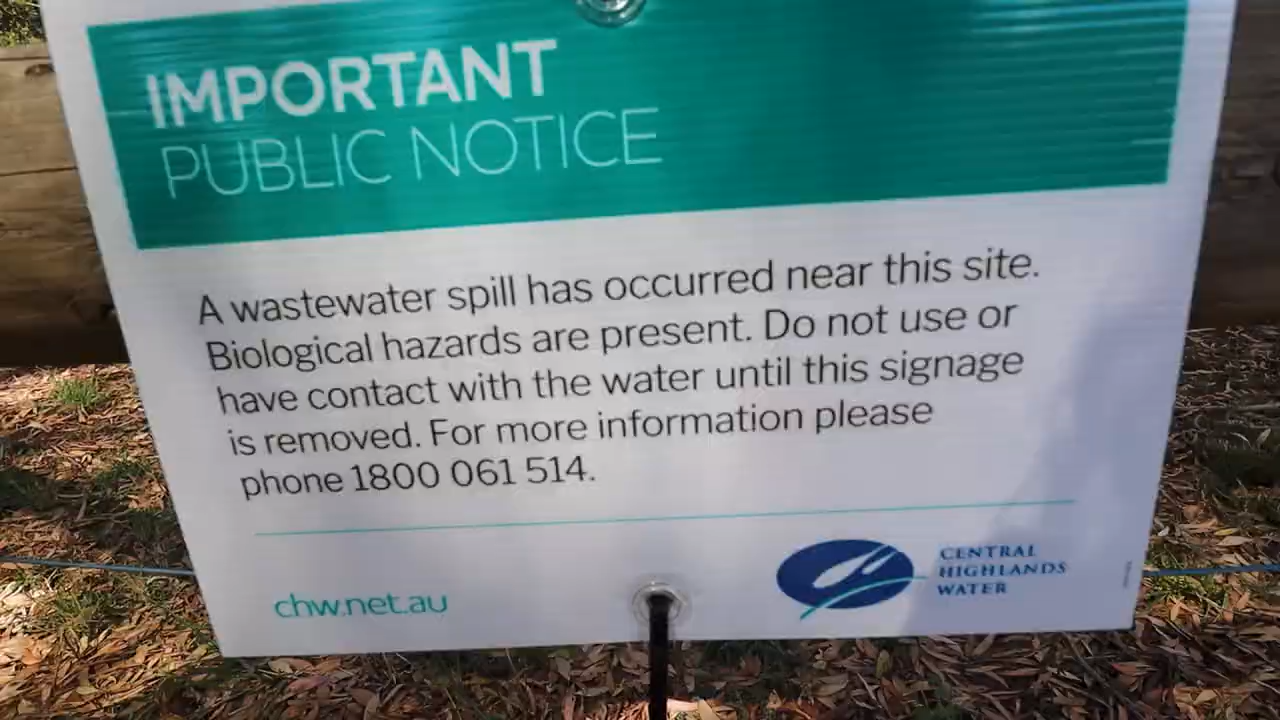 IMPORTANT
PUBLIC NOTICE
A wastewater spill has occurred near this site.
Biological hazards are present. Do not use or
have contact with the water until this signage
is removed. For more information please
phone 1800 061 514.
chw.net.au
CENTRAL
HIGHLANDS
WATER